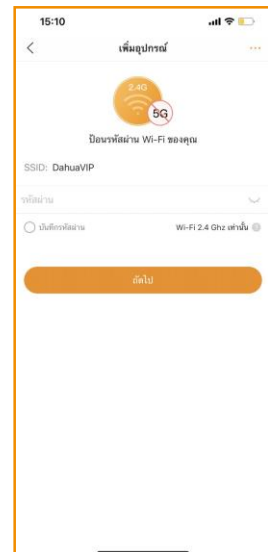 15:10
เพิ่มอุปกรณ์
2.4G
5G
ป้อนรหัสผ่าน Wi-Fi ของคุณ
SSID: DahuaVIP
รหัสผ่าน
บันทึกรหัสผ่าน Wi-Fi 2.4 Ghz เท่านั้น
ถัดไป